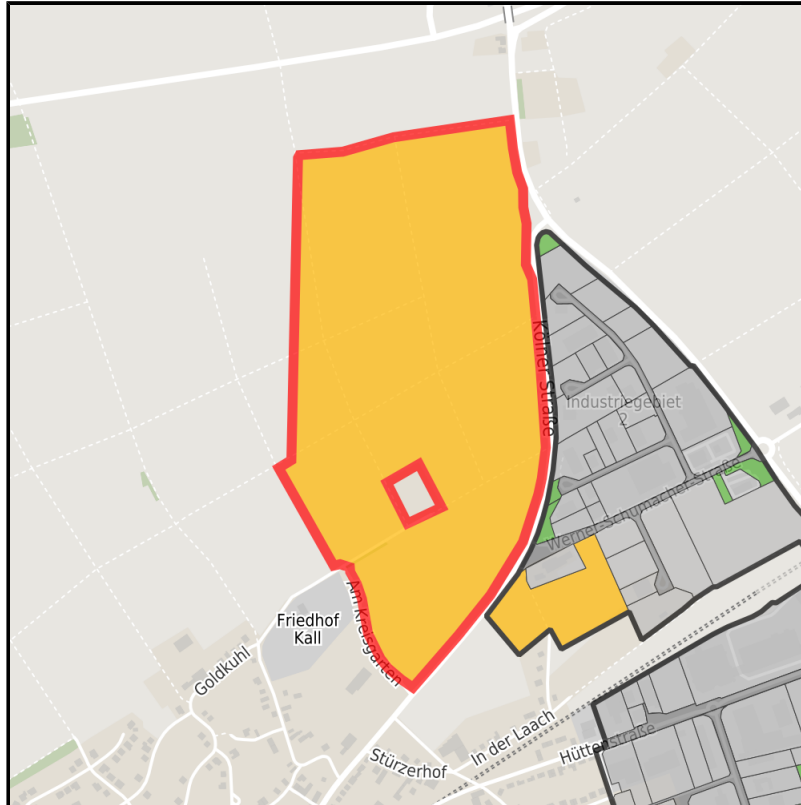 Kölner Straße
Industriegebiet
2
Werner-Schumacher-Straße
Am Kreisgarten
Friedhof
Kall
Goldkuhl
In der Laach
Hüttenstraße
Stürzerhof